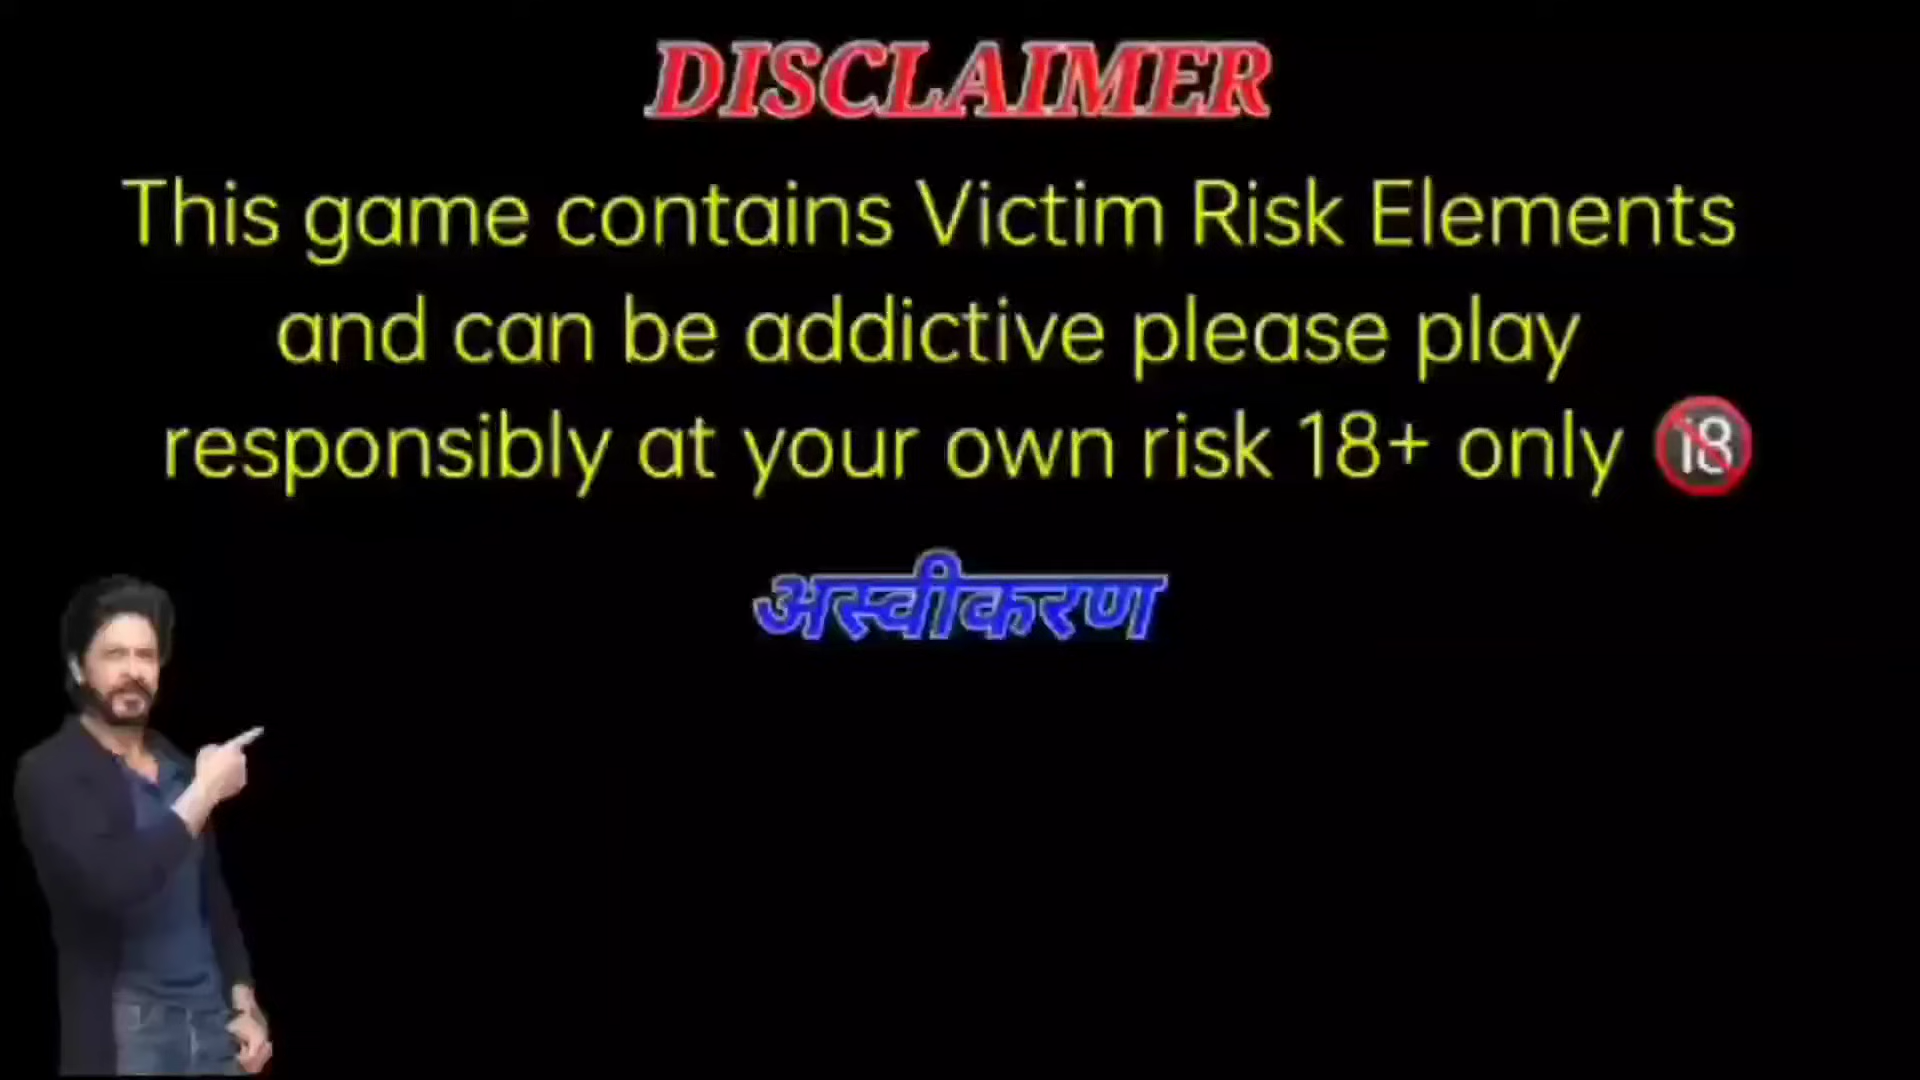 DISCLAIMER
This game contains Victim Risk Elements
and can be addictive please play
responsibly at your own risk 18+ only 🔞
अस्वीकरण